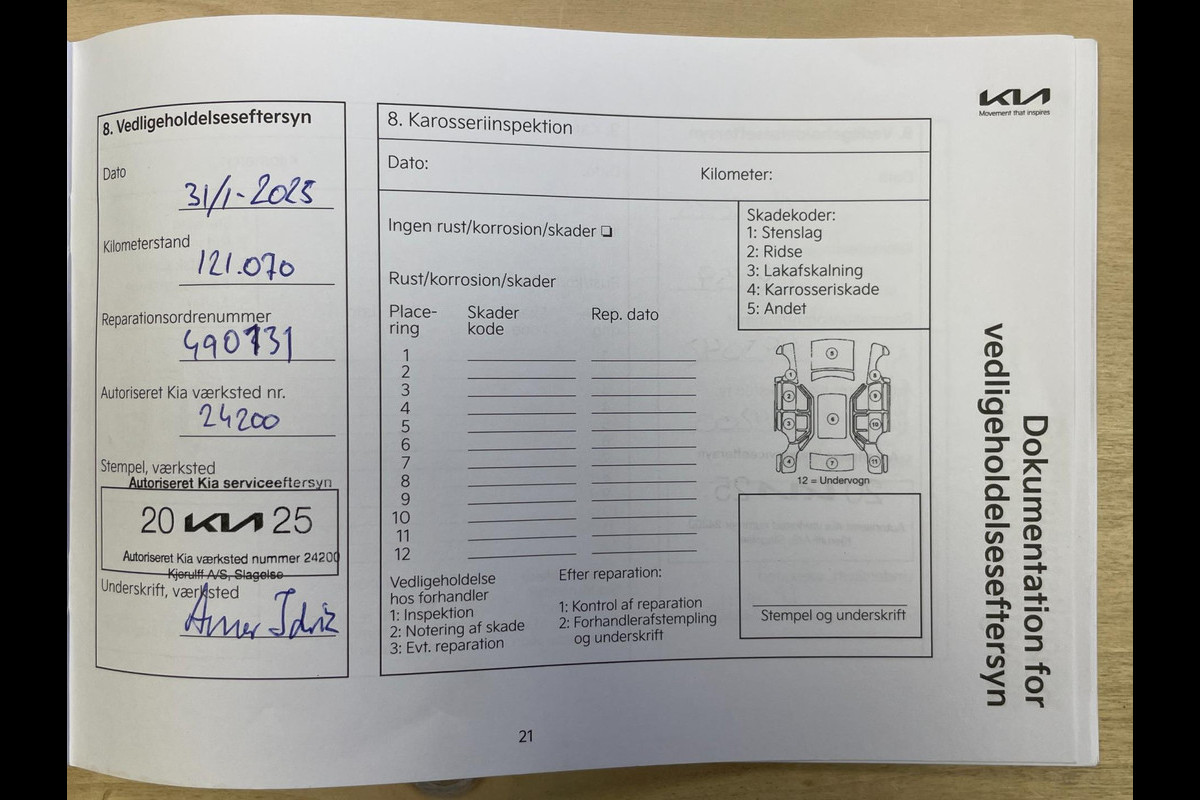 8. Vedligeholdelseseftersyn
Dato
31/1-2025
Kilometerstand
121.070
Reparationsordrenummer
490731
Autoriseret Kia værksted nr.
24200
Stempel, værksted
Autoriseret Kia serviceeftersyn
20 KIA 25
Autoriseret Kia værksted nummer 24200
Kjerulff A/S, Slagelse
Underskrift, værksted
Amer Idriz
8. Karosseriinspektion
Dato:
Kilometer:
Ingen rust/korrosion/skader ❏
Rust/korrosion/skader
Place-
ring
Skader
kode
Rep. dato
1
2
3
4
5
6
7
8
9
10
11
12
Skadekoder:
1: Stenslag
2: Ridse
3: Lakafskalning
4: Karrosseriskade
5: Andet
12 = Undervogn
Vedligeholdelse
hos forhandler
1: Inspektion
2: Notering af skade
3: Evt. reparation
Efter reparation:
1: Kontrol af reparation
2: Forhandlerafstempling
og underskrift
Stempel og underskrift
KIA
Movement that inspires
Dokumentation for
vedligeholdelseseftersyn
21